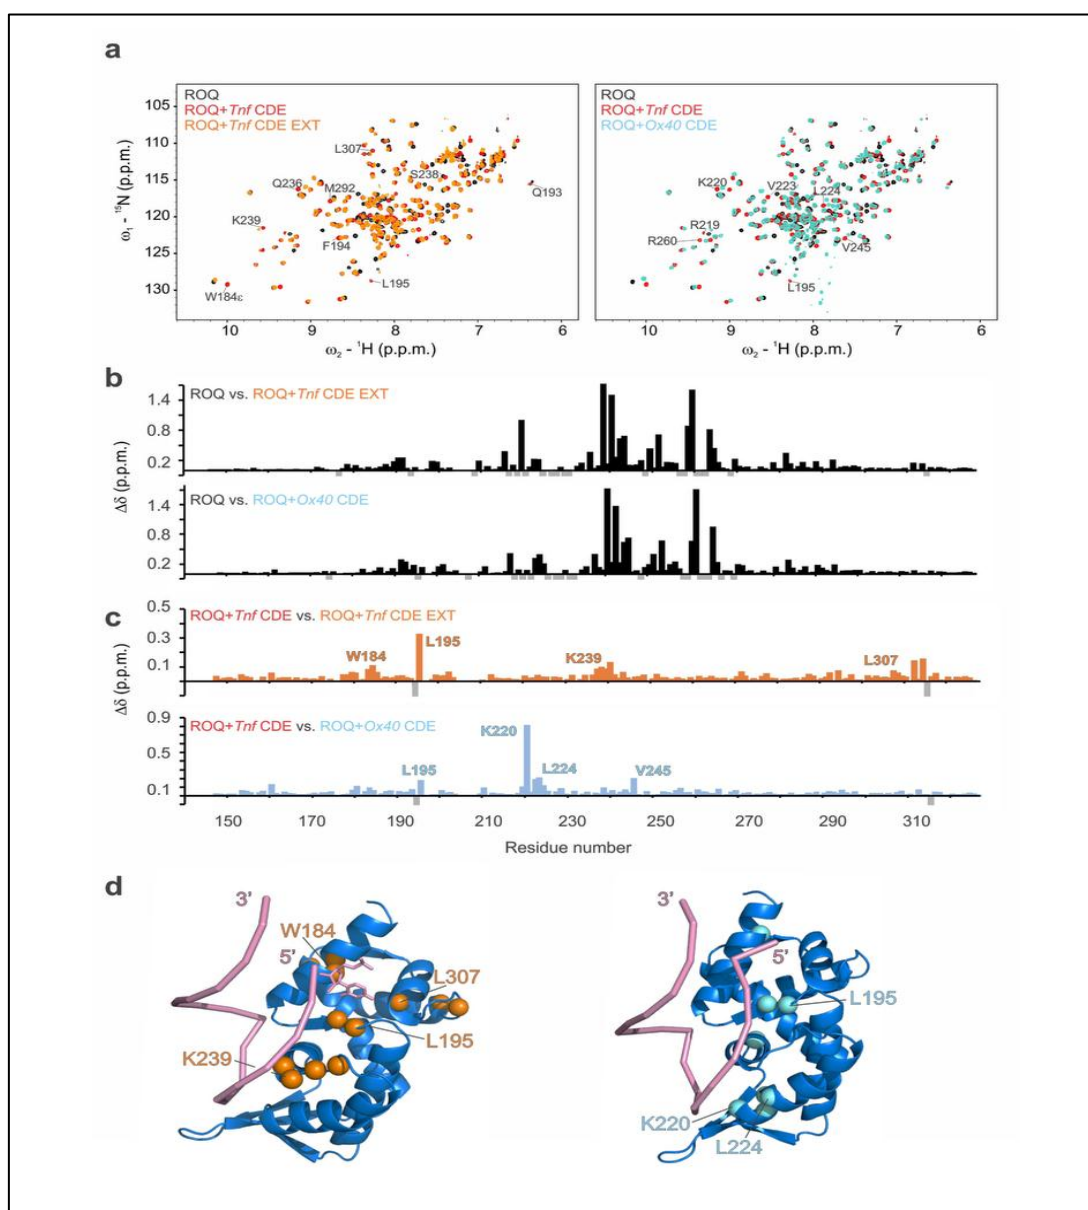 a
ROQ
ROQ+Tnf CDE
ROQ+Tnf CDE EXT
L307
Q236
M292
S238
Q193
K239
F194
L195
W184ε
105
110
115
120
125
130
ω1 - 15N (p.p.m.)
10 9 8 7 6
ω2 - 1H (p.p.m.)
ROQ
ROQ+Tnf CDE
ROQ+Ox40 CDE
K220
V223
L224
R219
R260
V245
L195
10 9 8 7 6
ω2 - 1H (p.p.m.)
b
ROQ vs. ROQ+Tnf CDE EXT
1.4
0.8
0.2
Δδ (p.p.m.)
ROQ vs. ROQ+Ox40 CDE
1.4
0.8
0.2
c
ROQ+Tnf CDE vs. ROQ+Tnf CDE EXT
0.5
0.3
0.1
W184
L195
K239
L307
Δδ (p.p.m.)
ROQ+Tnf CDE vs. ROQ+Ox40 CDE
0.9
0.5
0.1
K220
L195
L224
V245
150 170 190 210 230 250 270 290 310
Residue number
d
3'
W184
5'
L307
L195
K239
3'
5'
L195
K220
L224